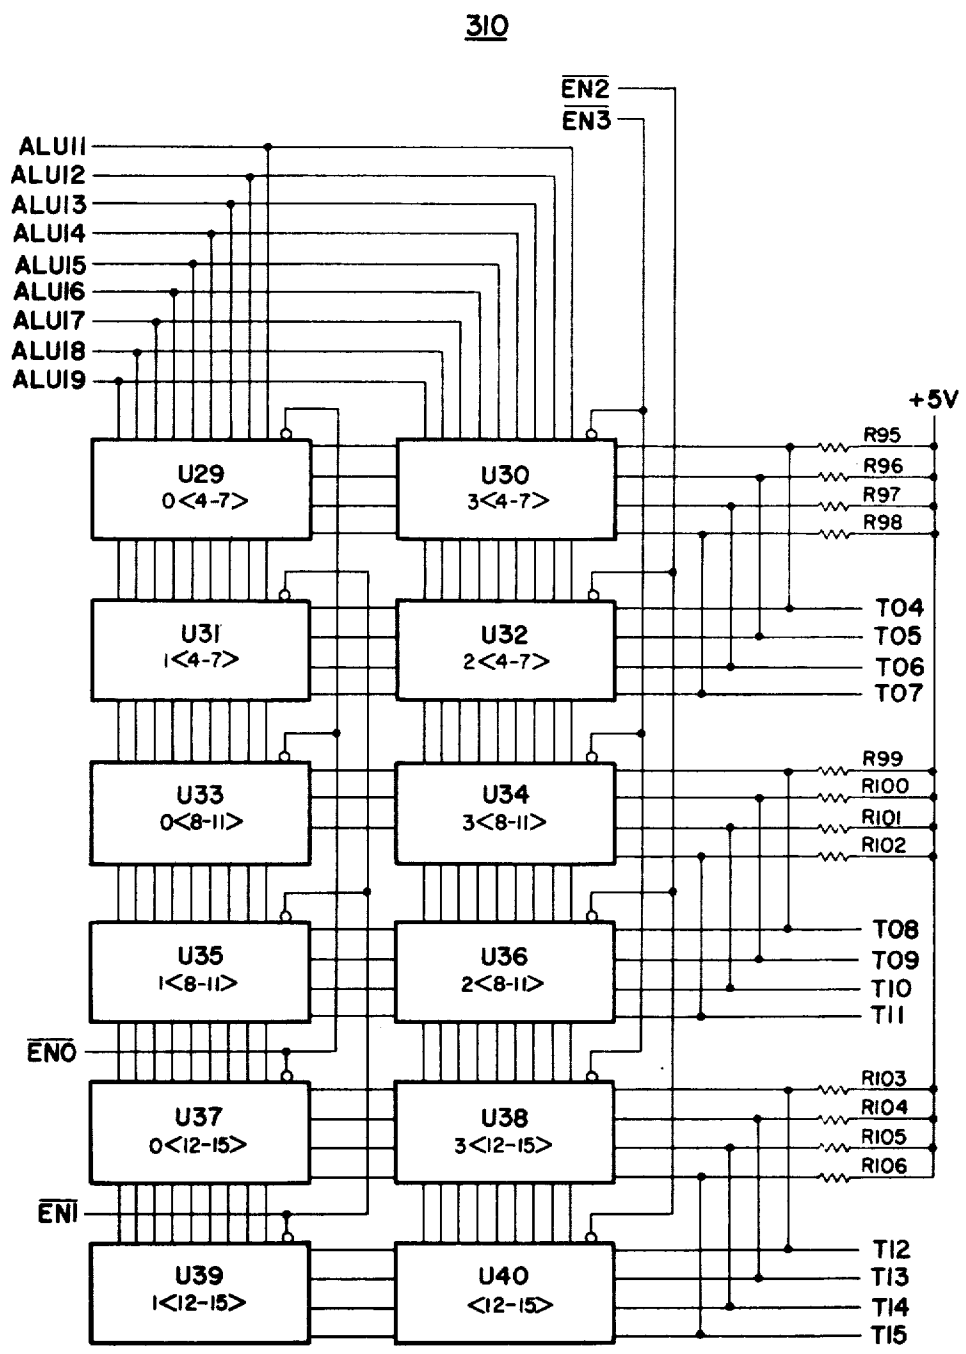 310
EN2
EN3
ALU11
ALU12
ALU13
ALU14
ALU15
ALU16
ALU17
ALU18
ALU19
+5V
U29
0<4-7>
U30
3<4-7>
R95
R96
R97
R98
U31
1<4-7>
U32
2<4-7>
T04
T05
T06
T07
U33
0<8-11>
U34
3<8-11>
R99
R100
R101
R102
U35
1<8-11>
U36
2<8-11>
T08
T09
T10
T11
EN0
U37
0<12-15>
U38
3<12-15>
R103
R104
R105
R106
EN1
U39
1<12-15>
U40
<12-15>
T12
T13
T14
T15